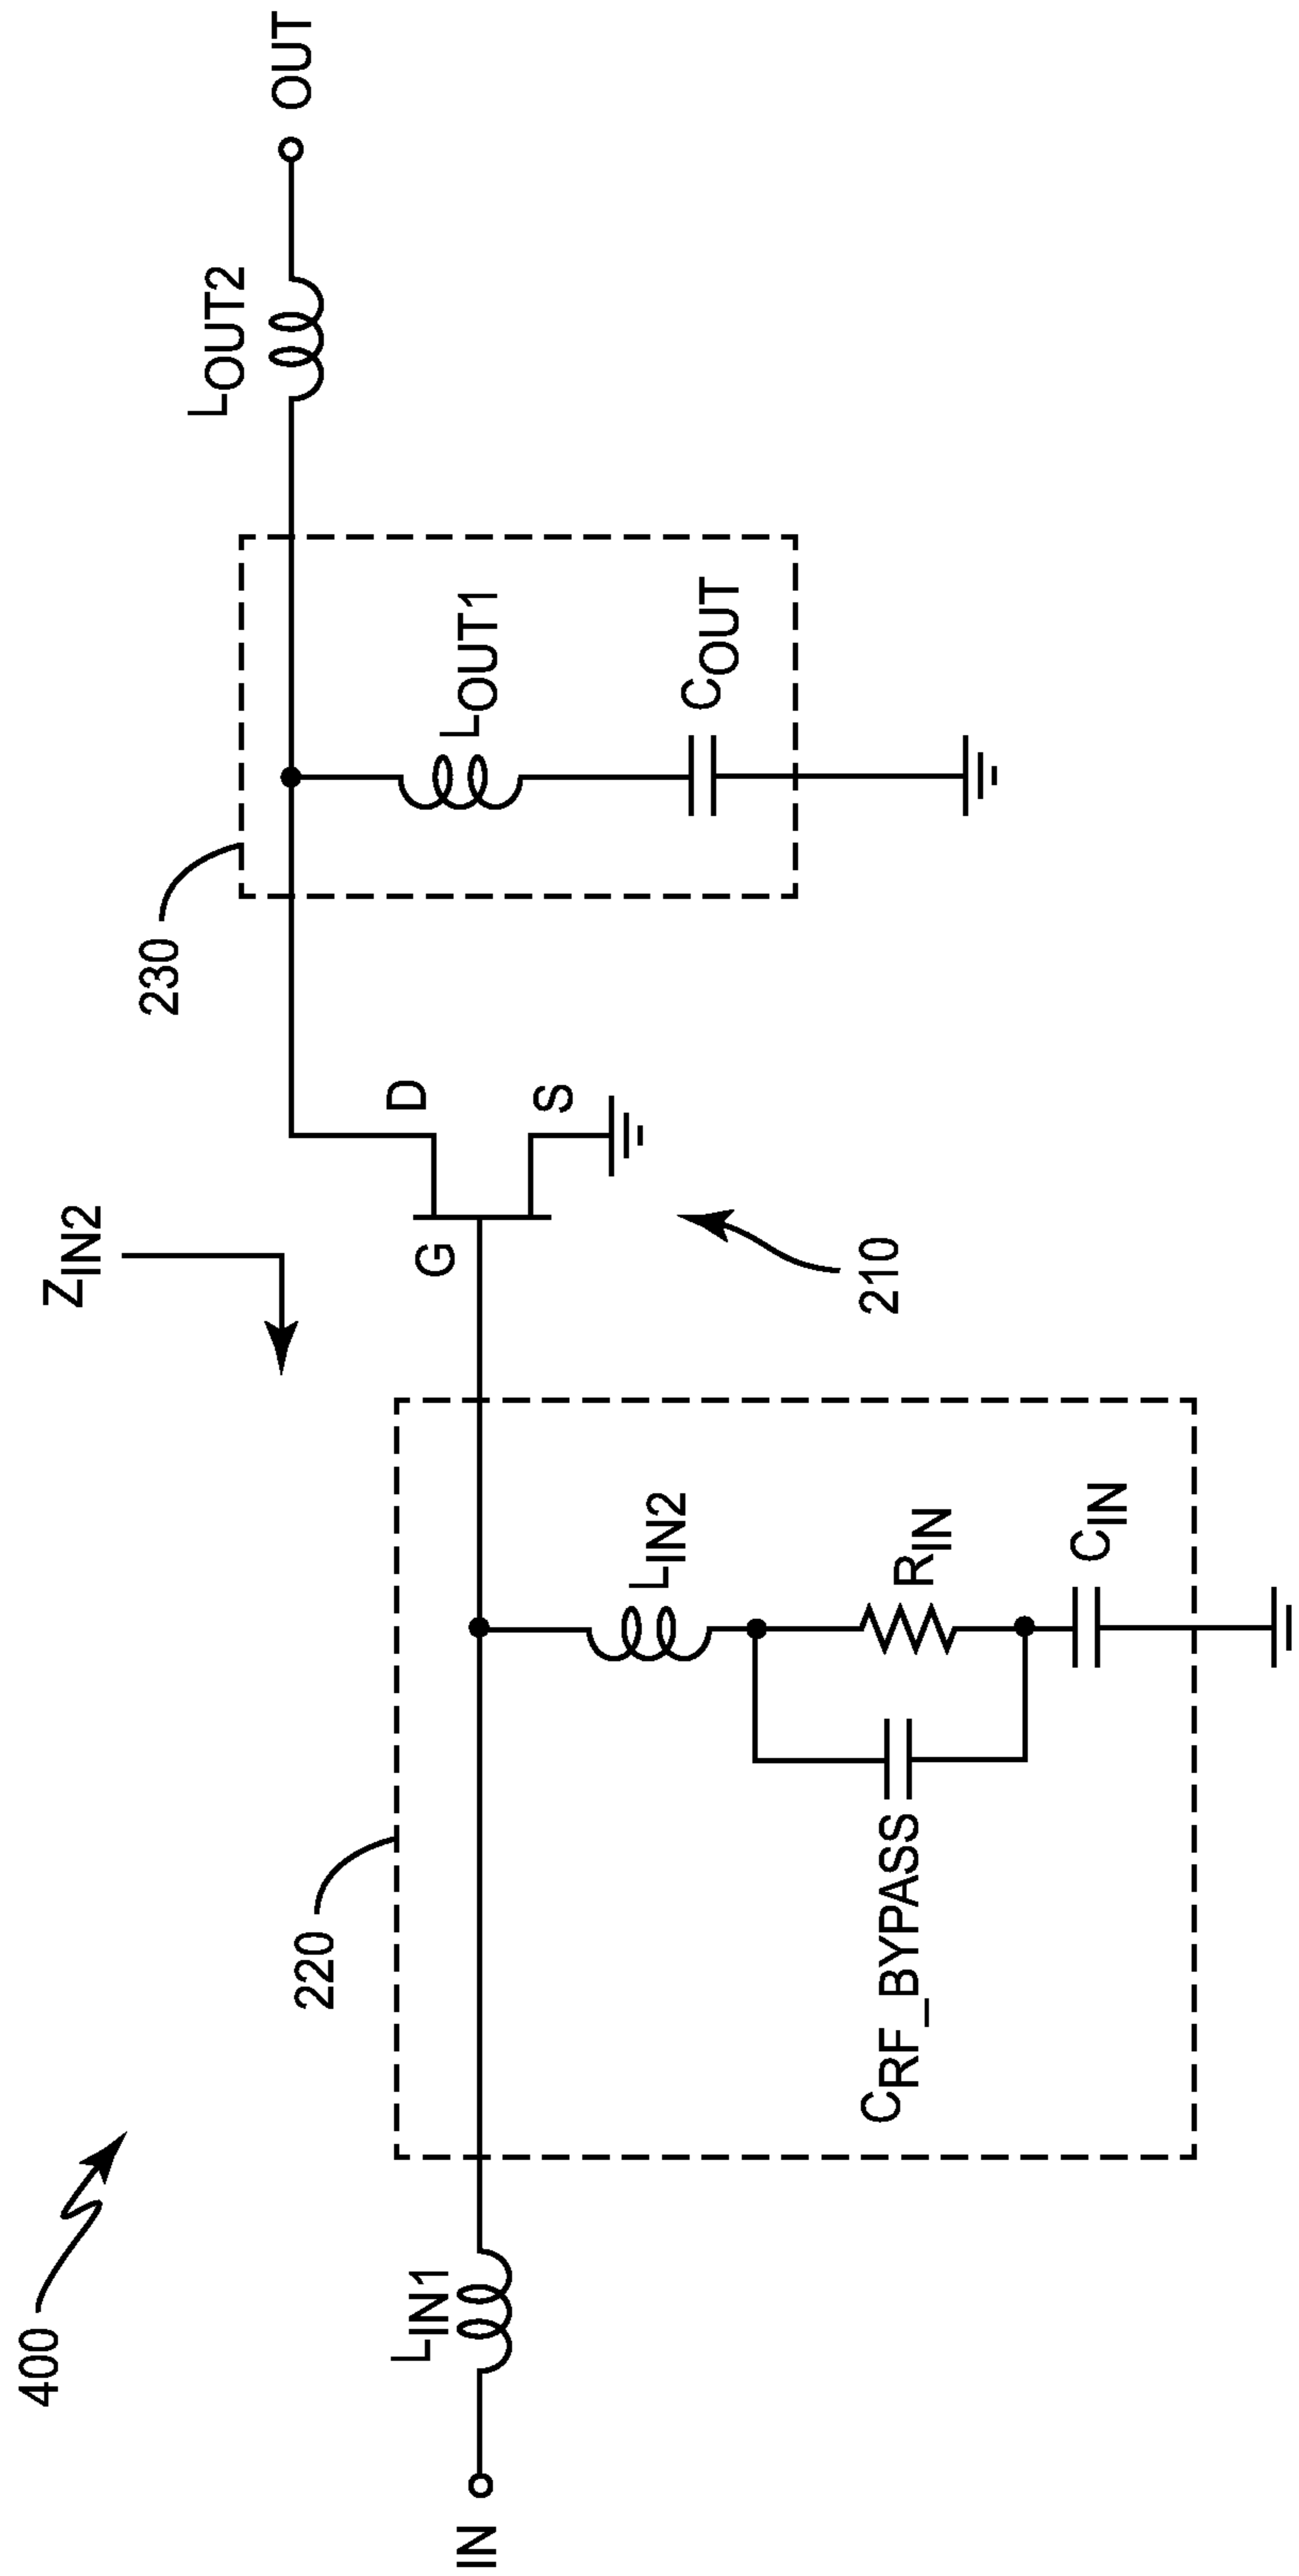 400
IN
L_IN1
220
C_RF_BYPASS
L_IN2
R_IN
C_IN
Z_IN2
G
D
S
210
230
L_OUT1
C_OUT
L_OUT2
OUT